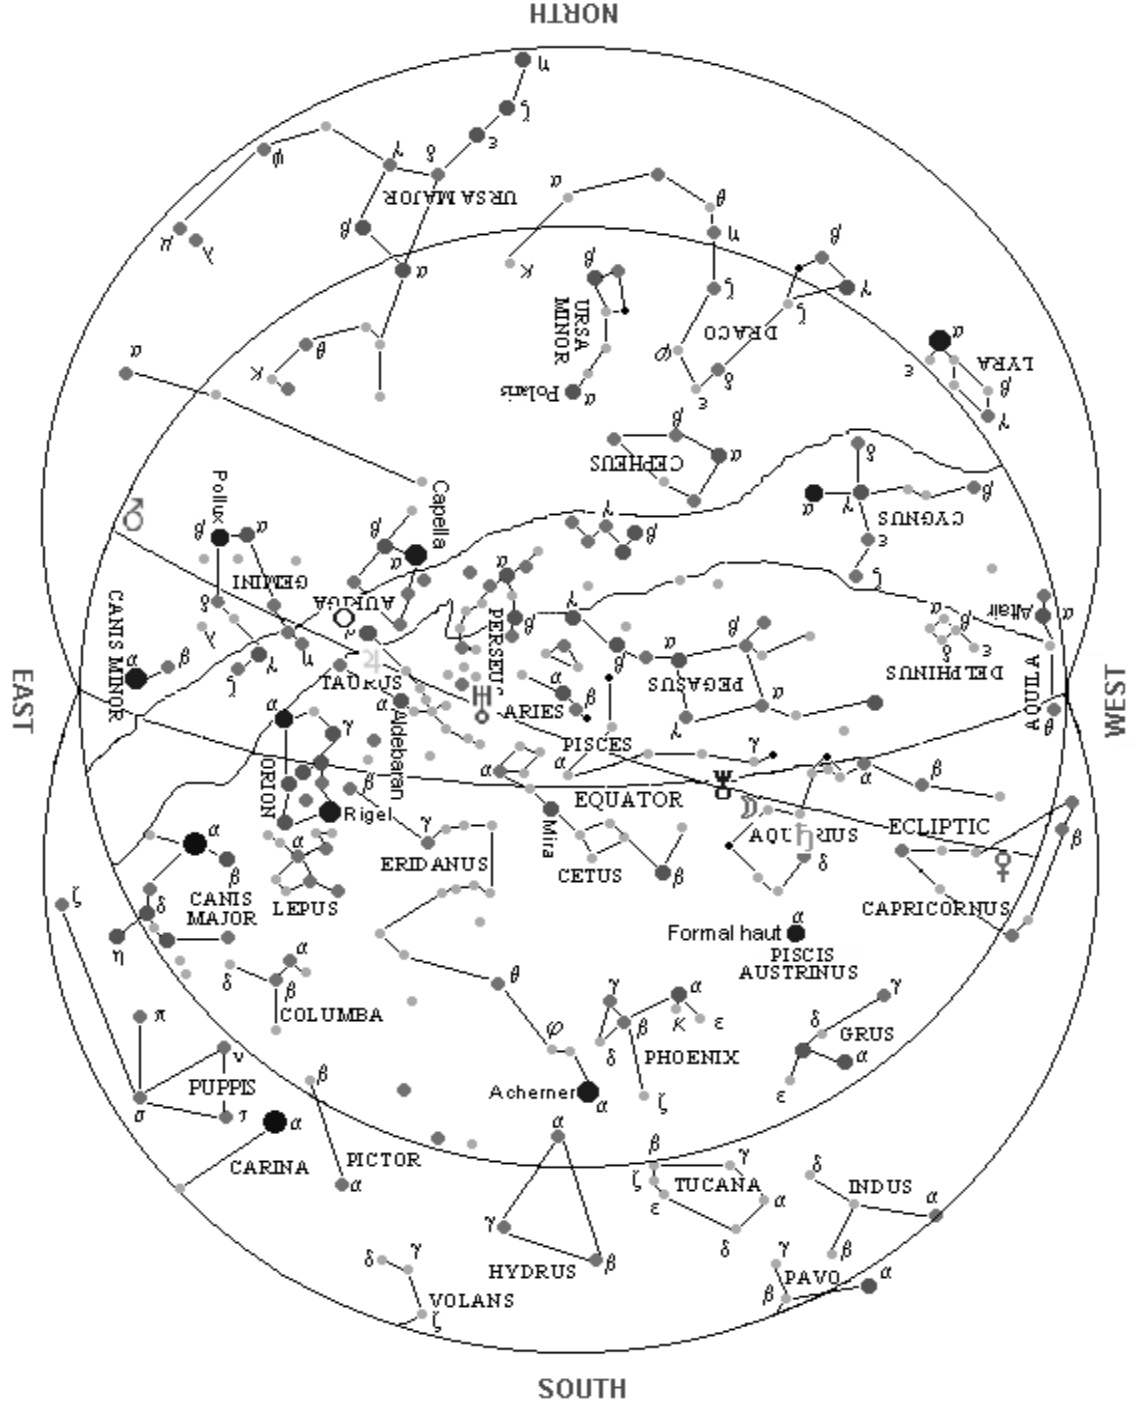 NORTH
η
ζ
ε
γ δ
ψ
URSA MAJOR
α
θ
μ λ
β
η
β
α
κ
β
ζ
γ
URSA MINOR
ζ
DRACO
α
θ
φ
LYRA
α
κ
δ
ε
β
Polaris α
ε
γ
β
CEPHEUS α
δ
Capella
Pollux
β α
β
α
γ
β
α γ
β
CYGNUS
ε
GEMINI
α
ζ
AURIGA
PERSEUS
δ
γ
β
α
β
α
Altair
CANIS MINOR
λ
γ
η
β
α
β
δ ε
DELPHINUS
α β
ζ
TAURUS
α
PEGASUS
AQUILA
EAST
WEST
α
γ
α
Aldebaran
ARIES
β
γ
α
θ
ORION
PISCES
γ
α
α
β
α
β
EQUATOR
Rigel
Mira
AQUARIUS
ECLIPTIC
β
α
γ
ERIDANUS
CETUS
β
δ
α
β
CANIS MAJOR
LEPUS
CAPRICORNUS
ζ
δ
α
Formal haut
PISCIS AUSTRINUS
η
α
δ
β
COLUMBA
θ
γ
α
γ
π
κ ε
δ
GRUS
φ
β
δ
PHOENIX
ν
α
PUPPIS
β
Acherner
α
ζ
ε
σ
τ
α
α
CARINA
PICTOR
β
γ
δ
α
ζ
TUCANA
INDUS
ε
α
α
γ
δ
β
δ
γ
HYDRUS
β
γ
PAVO
α
VOLANS
β
ζ
SOUTH